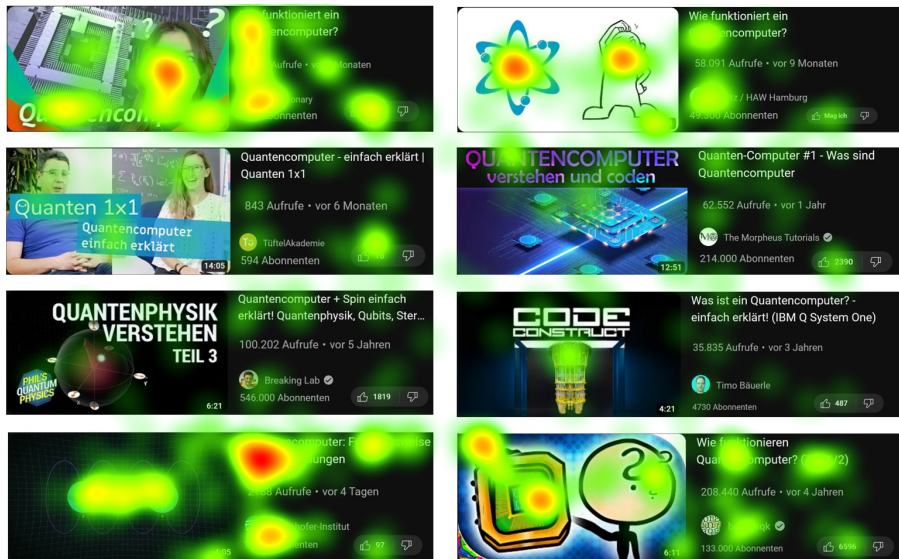 funktioniert ein
encomputer?
Aufrufe • vor
Monaten
onary
Abonnenten
Wie funktioniert ein
encomputer?
58.091 Aufrufe • vor 9 Monaten
/ HAW Hamburg
49.300 Abonnenten
Mag ich
Quantencomputer - einfach erklärt |
Quanten 1x1
843 Aufrufe • vor 6 Monaten
TüftelAkademie
594 Abonnenten
Quanten 1x1
Quantencomputer
einfach erklärt
14:05
QUANTENCOMPUTER
verstehen und coden
12:51
Quanten-Computer #1 - Was sind
Quantencomputer
62.552 Aufrufe • vor 1 Jahr
The Morpheus Tutorials
214.000 Abonnenten
2390
QUANTENPHYSIK
VERSTEHEN
TEIL 3
PHIL'S
QUANTUM
PHYSICS
6:21
Quantencomputer + Spin einfach
erklärt! Quantenphysik, Qubits, Ster...
100.202 Aufrufe • vor 5 Jahren
Breaking Lab
546.000 Abonnenten
1819
CODE
CONSTRUCT
4:21
Was ist ein Quantencomputer? -
einfach erklärt! (IBM Q System One)
35.835 Aufrufe • vor 3 Jahren
Timo Bäuerle
4730 Abonnenten
487
Aufrufe • vor 4 Tagen
97
6:11
Wie funktionieren
208.440 Aufrufe • vor 4 Jahren
133.000 Abonnenten
6596